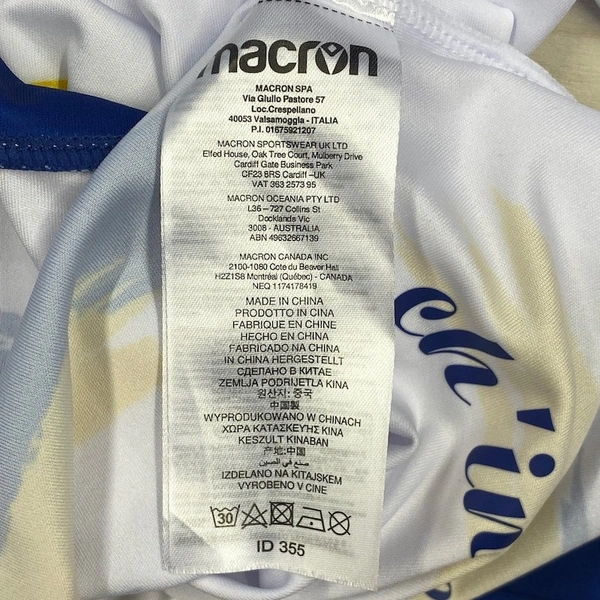 macron
MACRON SPA
Via Giulio Pastore 57
Loc.Crespellano
40053 Valsamoggia - ITALIA
P.I. 01675921207
MACRON SPORTSWEAR UK LTD
Elfed House, Oak Tree Court, Mulberry Drive
Cardiff Gate Business Park
CF23 8RS Cardiff -UK
VAT 363 2573 95
MACRON OCEANIA PTY LTD
L36 - 727 Collins St
Docklands Vic
3008 - AUSTRALIA
ABN 49632667139
MACRON CANADA INC
2100-1080 Cote du Beaver Hall
H2Z1S8 Montréal (Québec) - CANADA
NEQ 1174178419
MADE IN CHINA
PRODOTTO IN CINA
FABRIQUE EN CHINE
HECHO EN CHINA
FABRICADO NA CHINA
IN CHINA HERGESTELLT
СДЕЛАНО В КИТАЕ
ZEMLJA PODRIJETLA KINA
원산지: 중국
中国製
WYPRODUKOWANO W CHINACH
ΧΩΡΑ ΚΑΤΑΣΚΕΥΗΣ ΚΙΝΑ
KESZULT KINABAN
产地:中国
صنع في الصين
IZDELANO NA KITAJSKEM
VYROBENO V CINE
30
ID 355
ch'in